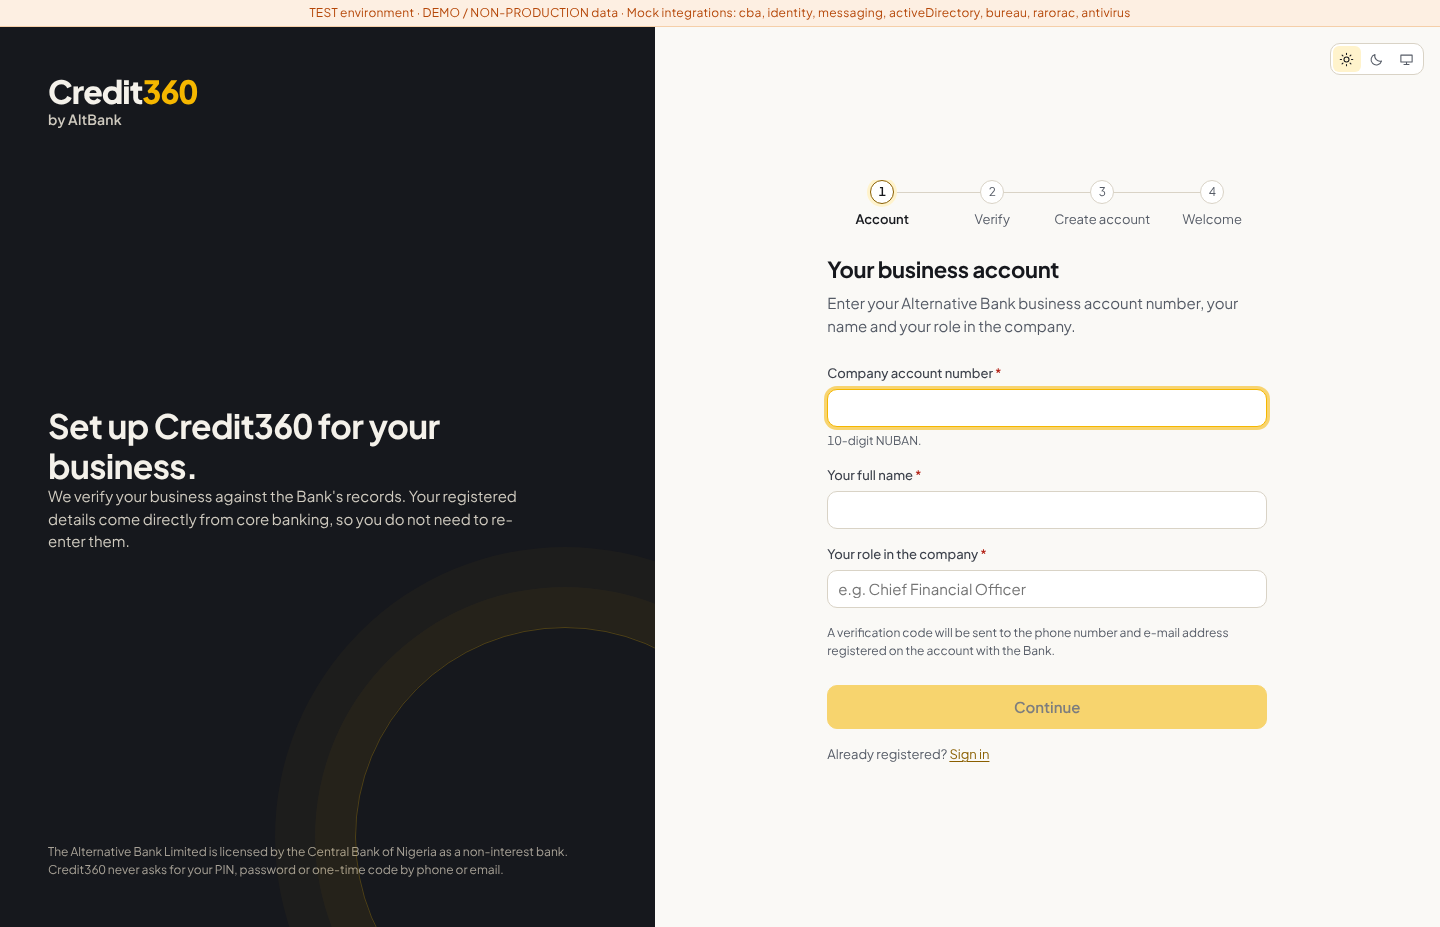 TEST environment · DEMO / NON-PRODUCTION data · Mock integrations: cba, identity, messaging, activeDirectory, bureau, rarorac, antivirus
Credit360
by AltBank
Set up Credit360 for your
business.
We verify your business against the Bank's records. Your registered
details come directly from core banking, so you do not need to re-
enter them.
The Alternative Bank Limited is licensed by the Central Bank of Nigeria as a non-interest bank.
Credit360 never asks for your PIN, password or one-time code by phone or email.
1
2
3
4
Account
Verify
Create account
Welcome
Your business account
Enter your Alternative Bank business account number, your
name and your role in the company.
Company account number *
10-digit NUBAN.
Your full name *
Your role in the company *
e.g. Chief Financial Officer
A verification code will be sent to the phone number and e-mail address
registered on the account with the Bank.
Continue
Already registered? Sign in